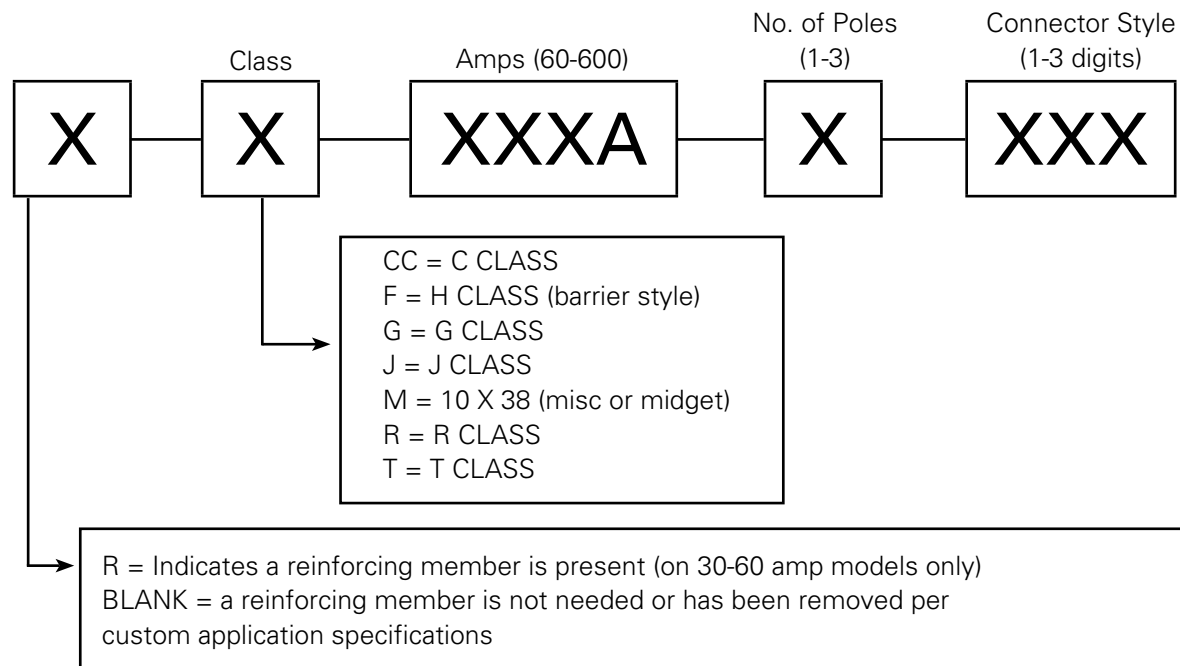 No. of Poles
(1-3)
Connector Style
(1-3 digits)
Class
Amps (60-600)
X
X
XXXA
X
XXX
CC = C CLASS
F = H CLASS (barrier style)
G = G CLASS
J = J CLASS
M = 10 X 38 (misc or midget)
R = R CLASS
T = T CLASS
R = Indicates a reinforcing member is present (on 30-60 amp models only)
BLANK = a reinforcing member is not needed or has been removed per
custom application specifications